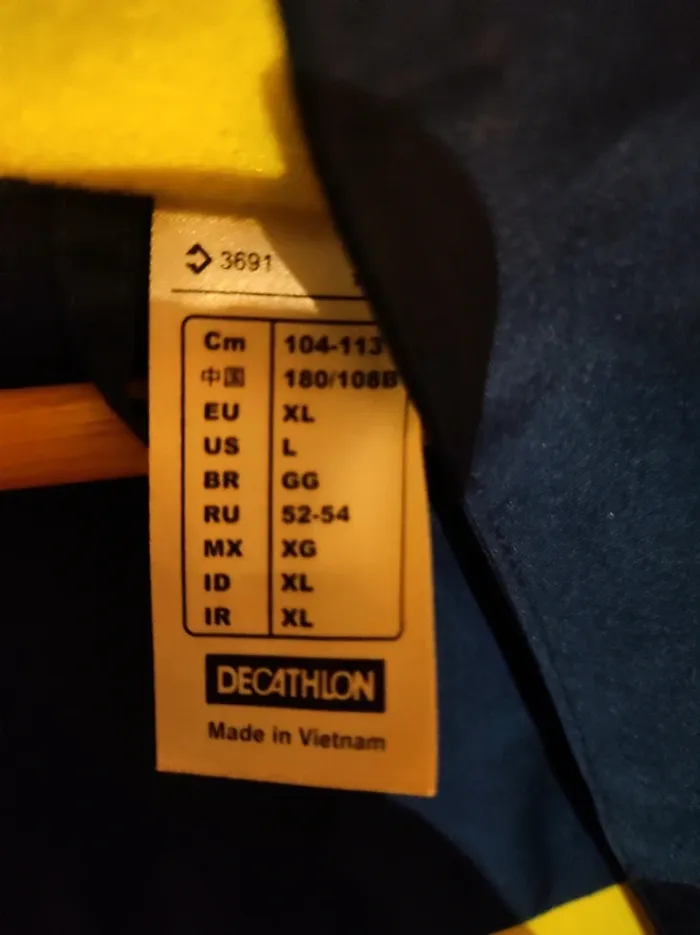 3691
Cm 104-113
中国 180/108B
EU XL
US L
BR GG
RU 52-54
MX XG
ID XL
IR XL
DECATHLON
Made in Vietnam